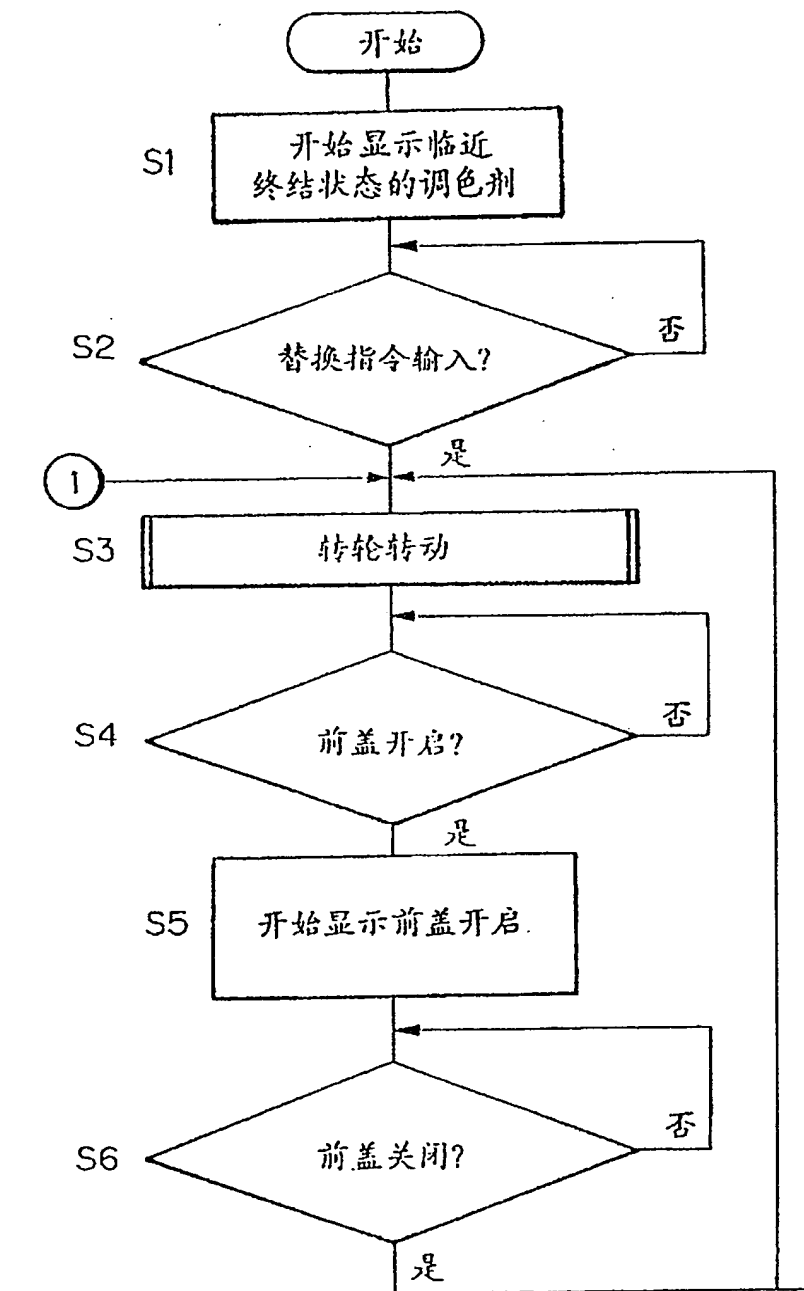 开始
S1
开始显示临近
终结状态的调色剂
否
S2
替换指令输入?
是
1
S3
转轮转动
否
S4
前盖开启?
是
S5
开始显示前盖开启
否
S6
前盖关闭?
是